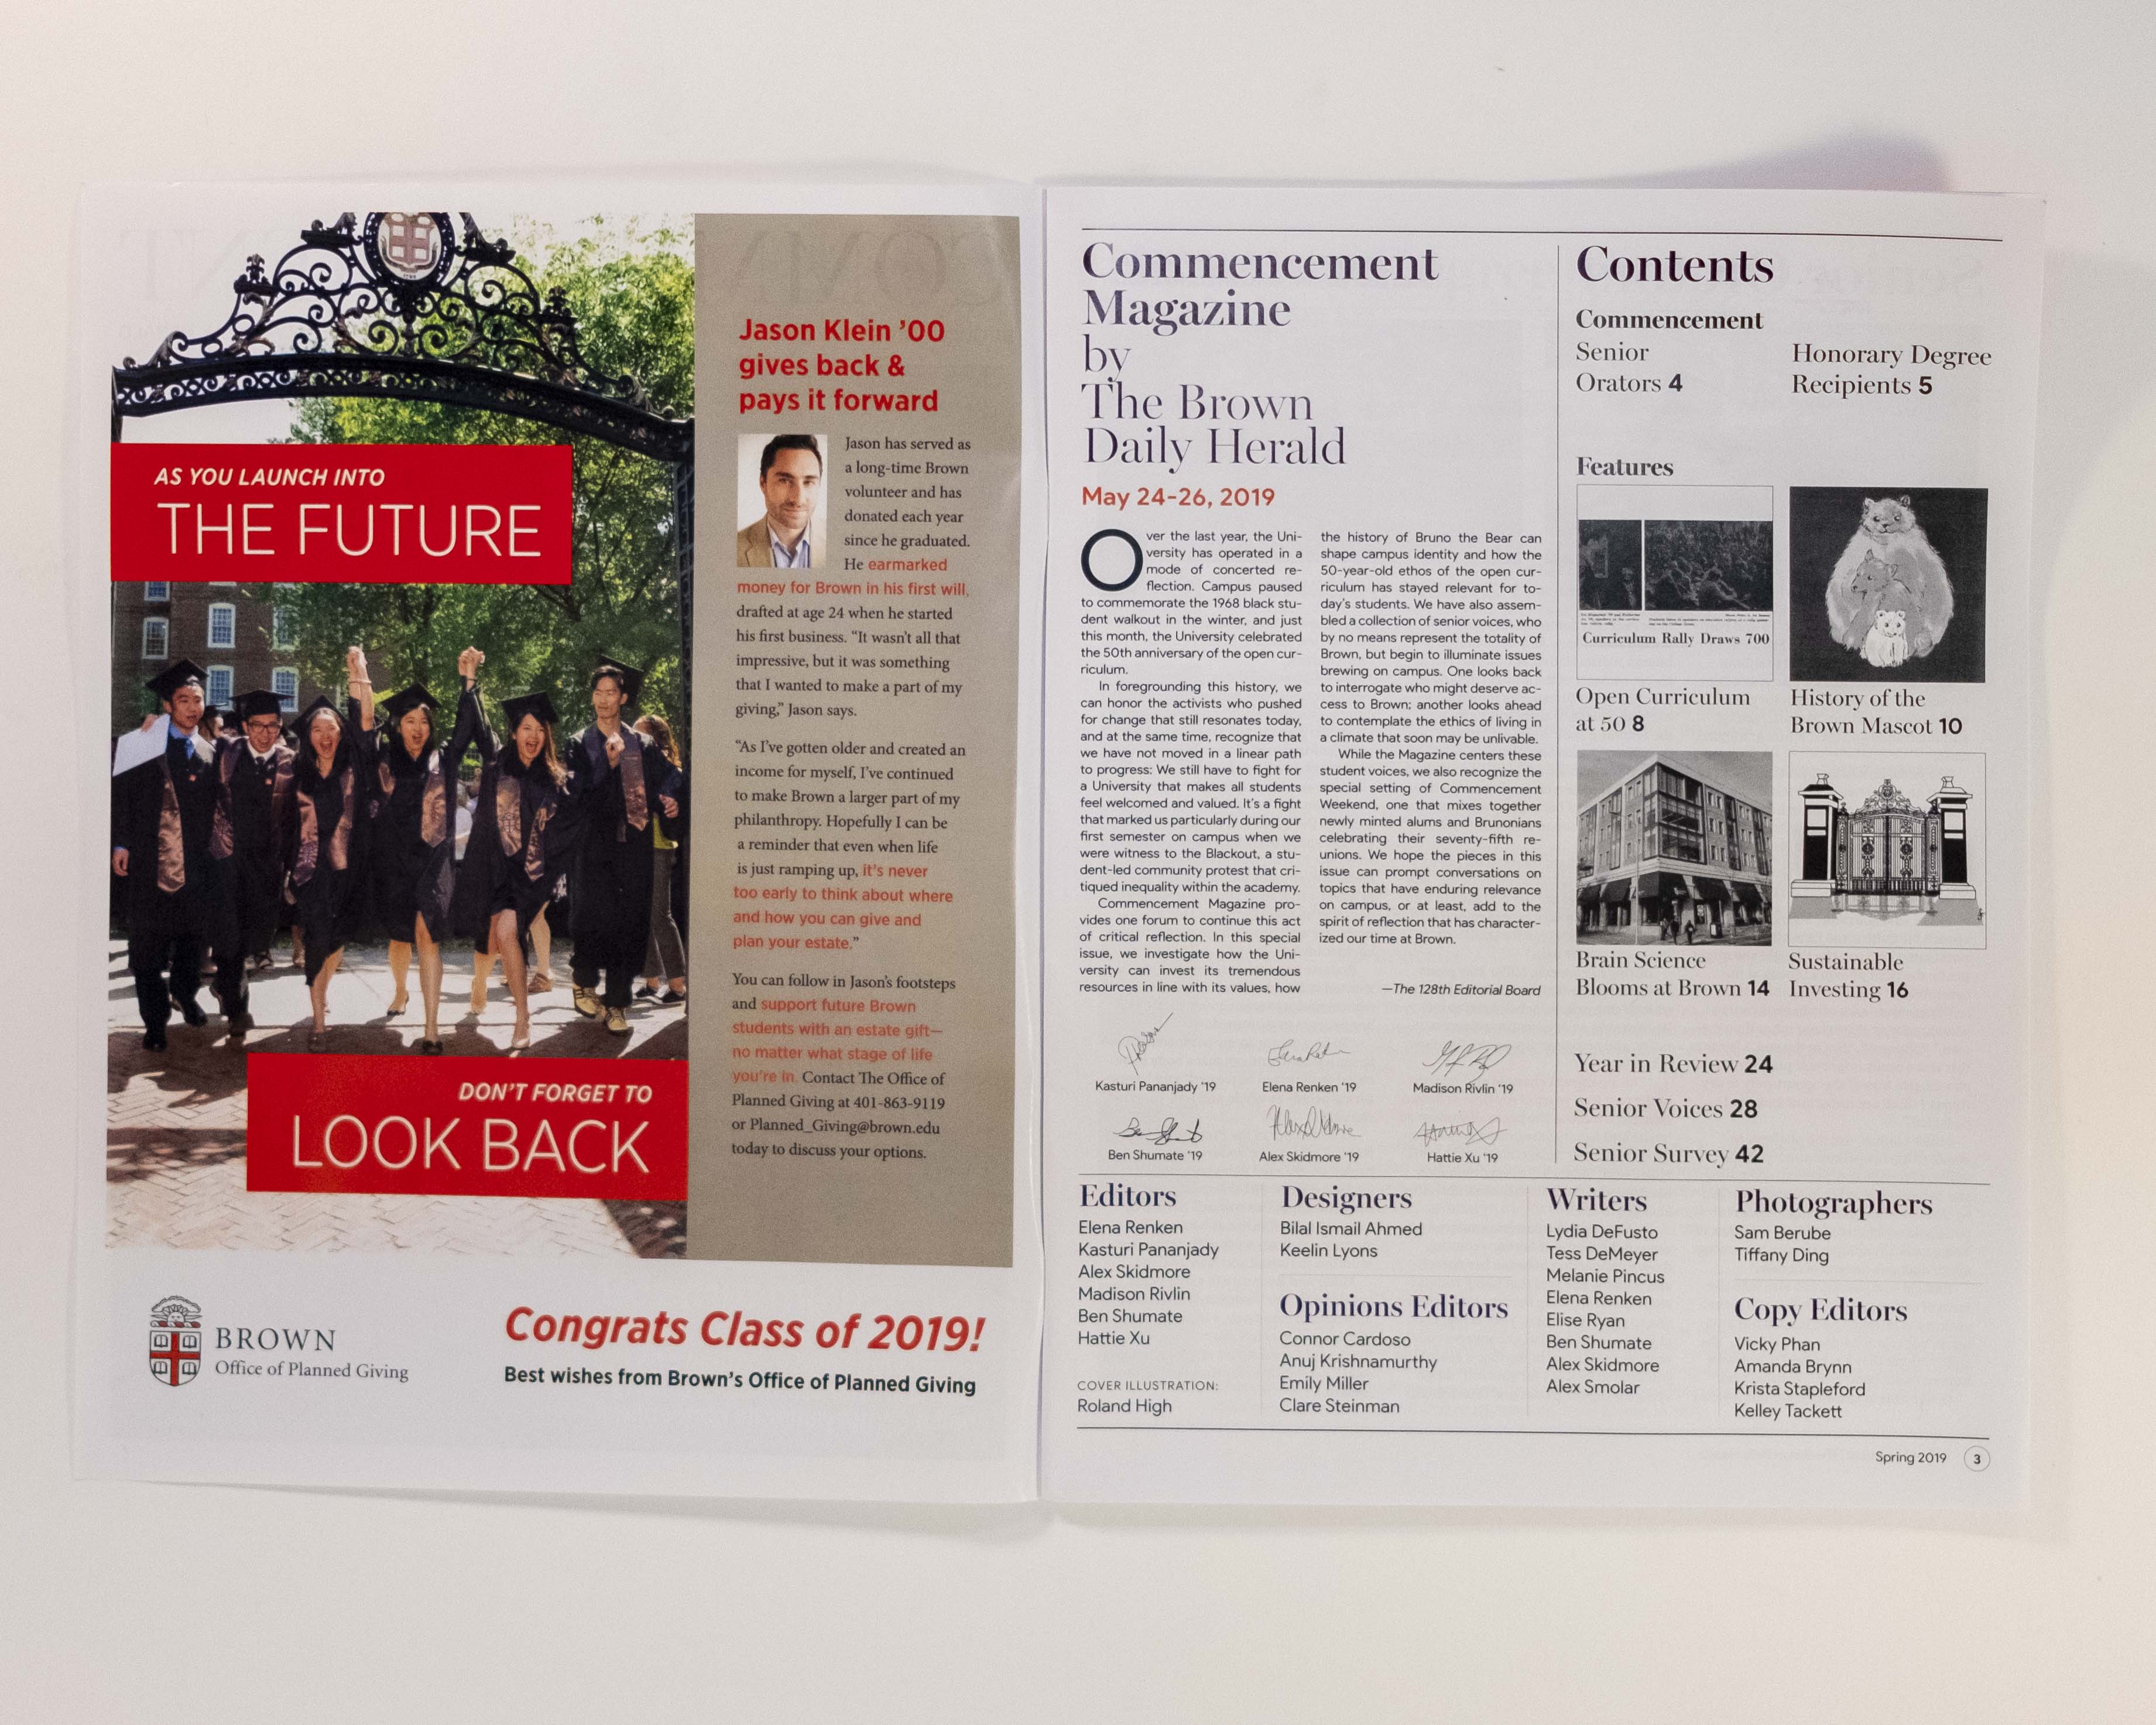 AS YOU LAUNCH INTO
THE FUTURE
DON'T FORGET TO
LOOK BACK
Jason Klein ’00
gives back &
pays it forward
Jason has served as
a long-time Brown
volunteer and has
donated each year
since he graduated.
He earmarked
money for Brown in his first will,
drafted at age 24 when he started
his first business. “It wasn’t all that
impressive, but it was something
that I wanted to make a part of my
giving,” Jason says.
“As I’ve gotten older and created an
income for myself, I’ve continued
to make Brown a larger part of my
philanthropy. Hopefully I can be
a reminder that even when life
is just ramping up, it’s never
too early to think about where
and how you can give and
plan your estate.”
You can follow in Jason’s footsteps
and support future Brown
students with an estate gift—
no matter what stage of life
you’re in. Contact The Office of
Planned Giving at 401-863-9119
or Planned_Giving@brown.edu
today to discuss your options.
BROWN
Office of Planned Giving
Congrats Class of 2019!
Best wishes from Brown’s Office of Planned Giving
Commencement
Magazine
by
The Brown
Daily Herald
May 24-26, 2019
Over the last year, the Uni-
versity has operated in a
mode of concerted re-
flection. Campus paused
to commemorate the 1968 black stu-
dent walkout in the winter, and just
this month, the University celebrated
the 50th anniversary of the open cur-
riculum.
In foregrounding this history, we
can honor the activists who pushed
for change that still resonates today,
and at the same time, recognize that
we have not moved in a linear path
to progress: We still have to fight for
a University that makes all students
feel welcomed and valued. It’s a fight
that marked us particularly during our
first semester on campus when we
were witness to the Blackout, a stu-
dent-led community protest that cri-
tiqued inequality within the academy.
Commencement Magazine pro-
vides one forum to continue this act
of critical reflection. In this special
issue, we investigate how the Uni-
versity can invest its tremendous
resources in line with its values, how
the history of Bruno the Bear can
shape campus identity and how the
50-year-old ethos of the open cur-
riculum has stayed relevant for to-
day’s students. We have also assem-
bled a collection of senior voices, who
by no means represent the totality of
Brown, but begin to illuminate issues
brewing on campus. One looks back
to interrogate who might deserve ac-
cess to Brown; another looks ahead
to contemplate the ethics of living in
a climate that soon may be unlivable.
While the Magazine centers these
student voices, we also recognize the
special setting of Commencement
Weekend, one that mixes together
newly minted alums and Brunonians
celebrating their seventy-fifth re-
unions. We hope the pieces in this
issue can prompt conversations on
topics that have enduring relevance
on campus, or at least, add to the
spirit of reflection that has character-
ized our time at Brown.
—The 128th Editorial Board
Kasturi Pananjady ’19
Elena Renken ’19
Madison Rivlin ’19
Ben Shumate ’19
Alex Skidmore ’19
Hattie Xu ’19
Contents
Commencement
Senior
Orators 4
Honorary Degree
Recipients 5
Features
Curriculum Rally Draws 700
Open Curriculum
at 50 8
History of the
Brown Mascot 10
Brain Science
Blooms at Brown 14
Sustainable
Investing 16
Year in Review 24
Senior Voices 28
Senior Survey 42
Editors
Elena Renken
Kasturi Pananjady
Alex Skidmore
Madison Rivlin
Ben Shumate
Hattie Xu
COVER ILLUSTRATION:
Roland High
Designers
Bilal Ismail Ahmed
Keelin Lyons
Opinions Editors
Connor Cardoso
Anuj Krishnamurthy
Emily Miller
Clare Steinman
Writers
Lydia DeFusto
Tess DeMeyer
Melanie Pincus
Elena Renken
Elise Ryan
Ben Shumate
Alex Skidmore
Alex Smolar
Photographers
Sam Berube
Tiffany Ding
Copy Editors
Vicky Phan
Amanda Brynn
Krista Stapleford
Kelley Tackett
Spring 2019 3